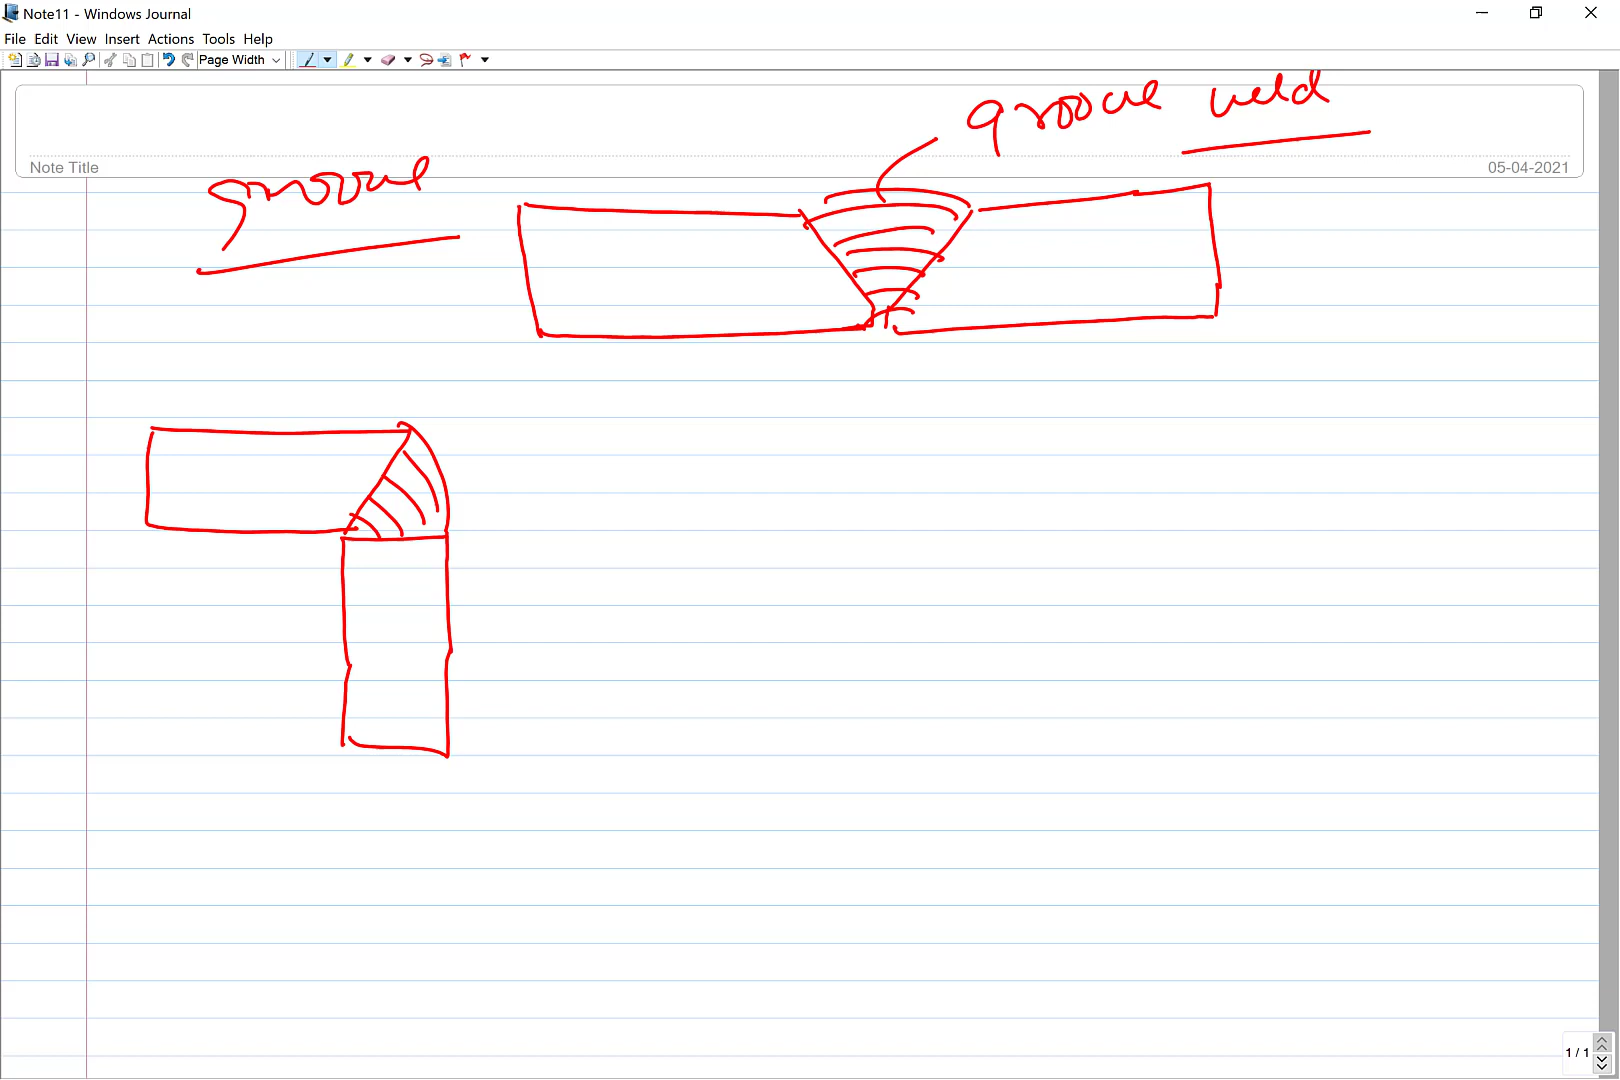 Note11 - Windows Journal
File Edit View Insert Actions Tools Help
Page Width
groove weld
Note Title
05-04-2021
groove
1 / 1